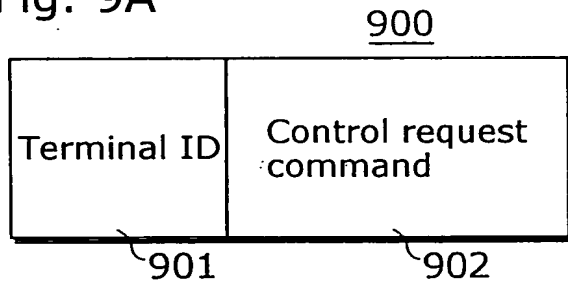 Fig. 9A
900
Terminal ID
Control request
command
901
902